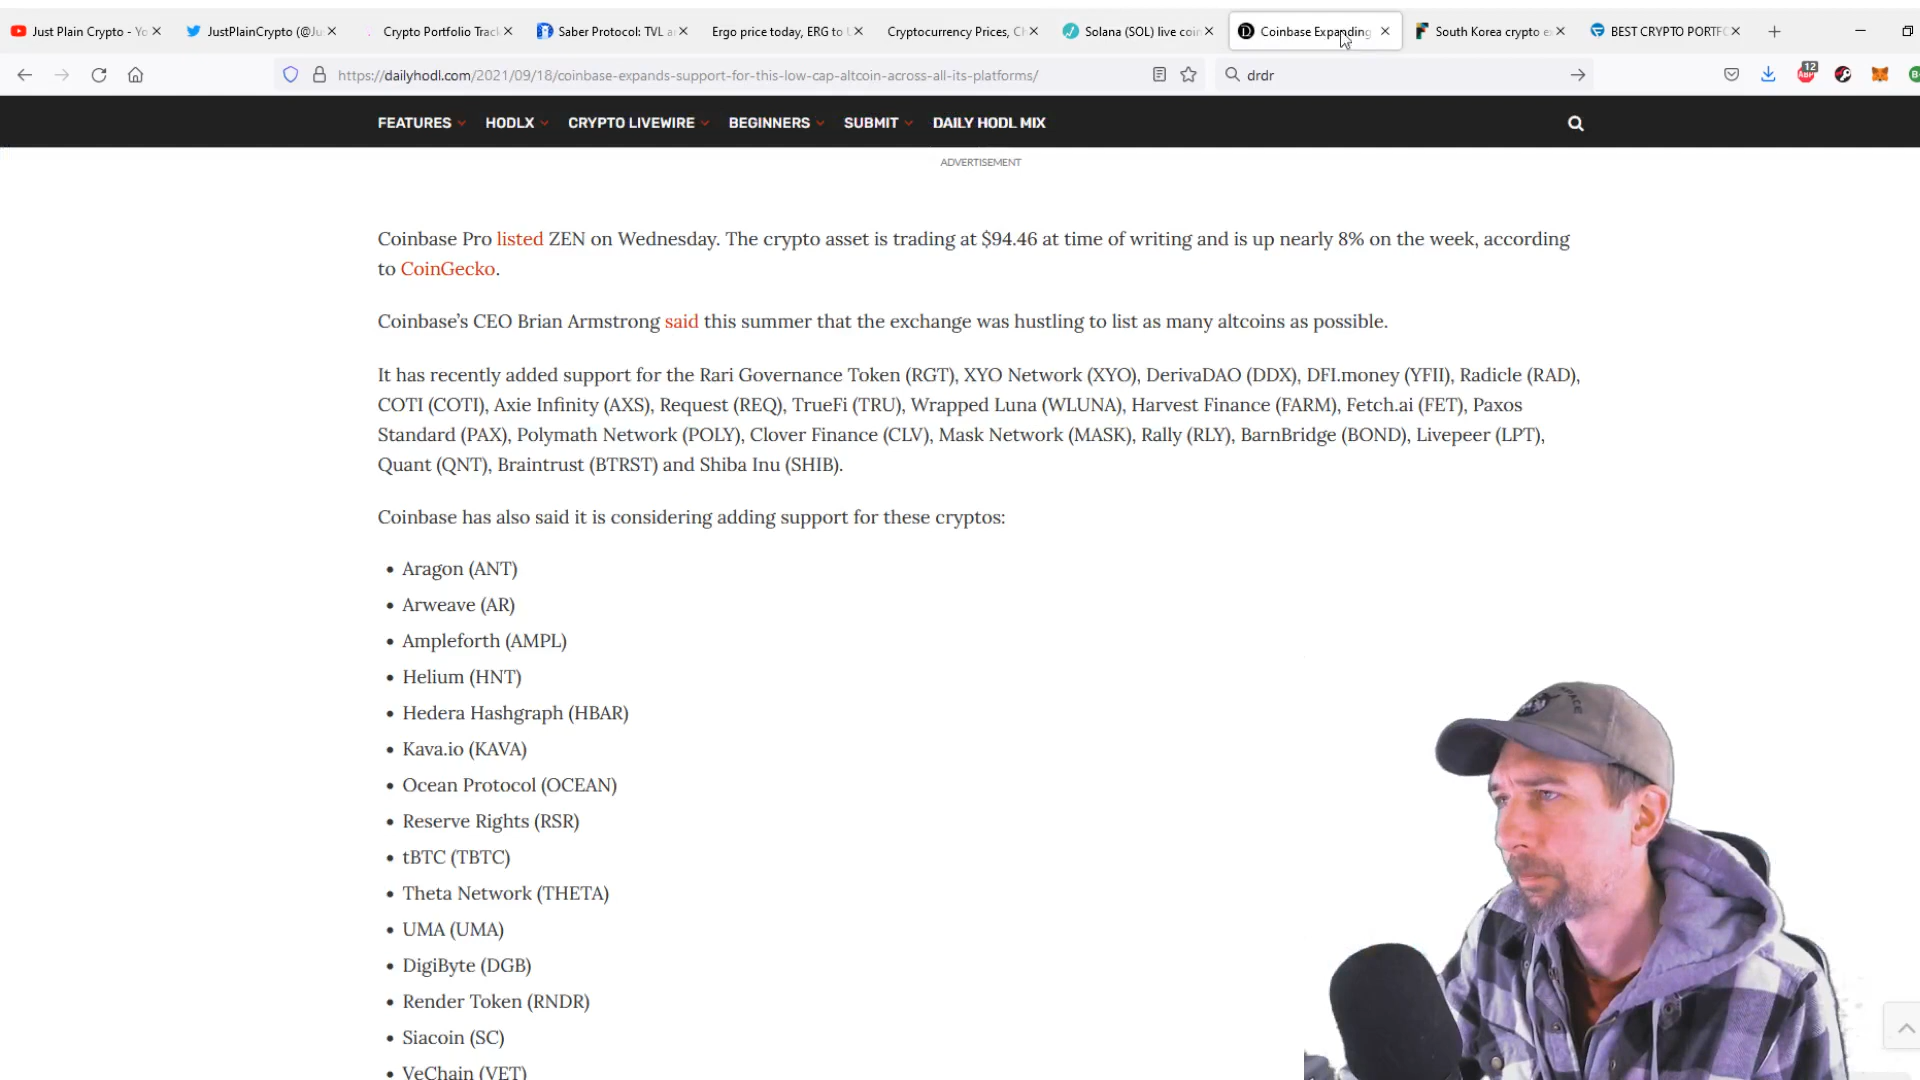 Just Plain Crypto - Yo
JustPlainCrypto (@Ju
Crypto Portfolio Trac
Saber Protocol: TVL a
Ergo price today, ERG to U
Cryptocurrency Prices, Ch
Solana (SOL) live coin
Coinbase Expanding
South Korea crypto e
BEST CRYPTO PORTF
https://dailyhodl.com/2021/09/18/coinbase-expands-support-for-this-low-cap-altcoin-across-all-its-platforms/
drdr
12
FEATURES
HODLX
CRYPTO LIVEWIRE
BEGINNERS
SUBMIT
DAILY HODL MIX
ADVERTISEMENT
Coinbase Pro listed ZEN on Wednesday. The crypto asset is trading at $94.46 at time of writing and is up nearly 8% on the week, according
to CoinGecko.
Coinbase’s CEO Brian Armstrong said this summer that the exchange was hustling to list as many altcoins as possible.
It has recently added support for the Rari Governance Token (RGT), XYO Network (XYO), DerivaDAO (DDX), DFI.money (YFII), Radicle (RAD),
COTI (COTI), Axie Infinity (AXS), Request (REQ), TrueFi (TRU), Wrapped Luna (WLUNA), Harvest Finance (FARM), Fetch.ai (FET), Paxos
Standard (PAX), Polymath Network (POLY), Clover Finance (CLV), Mask Network (MASK), Rally (RLY), BarnBridge (BOND), Livepeer (LPT),
Quant (QNT), Braintrust (BTRST) and Shiba Inu (SHIB).
Coinbase has also said it is considering adding support for these cryptos:
• Aragon (ANT)
• Arweave (AR)
• Ampleforth (AMPL)
• Helium (HNT)
• Hedera Hashgraph (HBAR)
• Kava.io (KAVA)
• Ocean Protocol (OCEAN)
• Reserve Rights (RSR)
• tBTC (TBTC)
• Theta Network (THETA)
• UMA (UMA)
• DigiByte (DGB)
• Render Token (RNDR)
• Siacoin (SC)
• VeChain (VET)